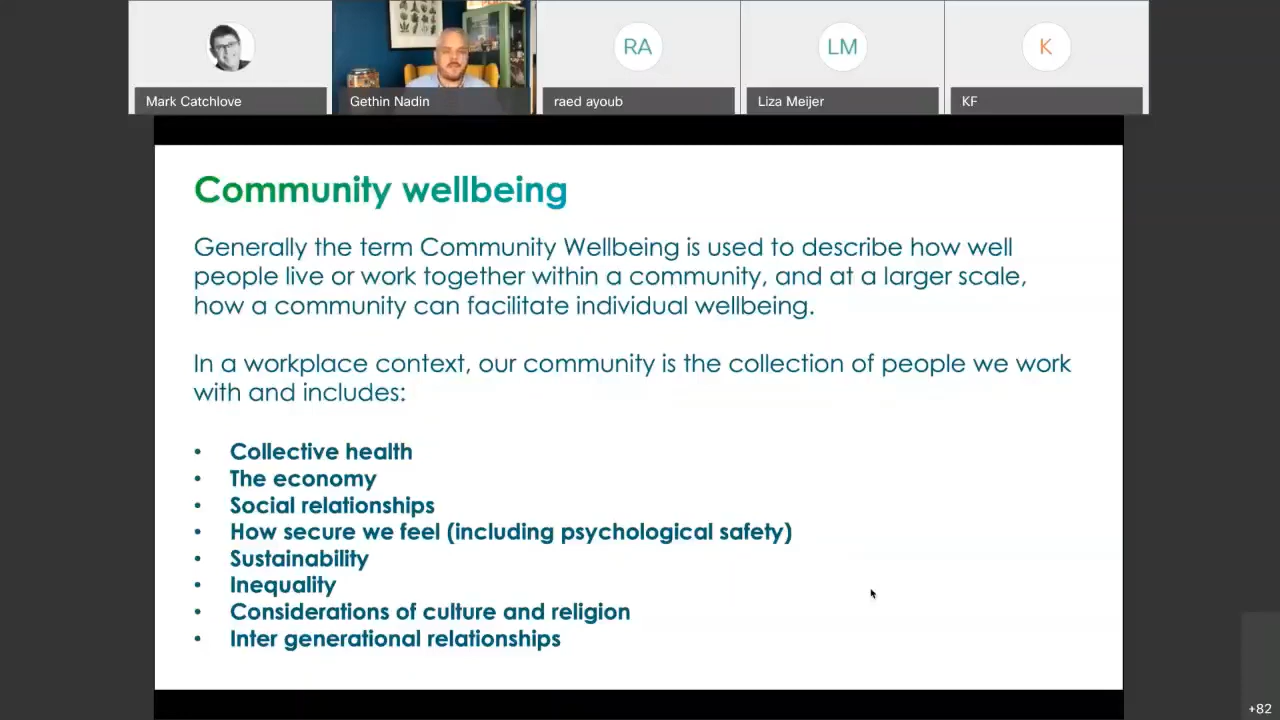 RA
LM
K
Mark Catchlove
Gethin Nadin
raed ayoub
Liza Meijer
KF
Community wellbeing
Generally the term Community Wellbeing is used to describe how well
people live or work together within a community, and at a larger scale,
how a community can facilitate individual wellbeing.
In a workplace context, our community is the collection of people we work
with and includes:
• Collective health
• The economy
• Social relationships
• How secure we feel (including psychological safety)
• Sustainability
• Inequality
• Considerations of culture and religion
• Inter generational relationships
+82